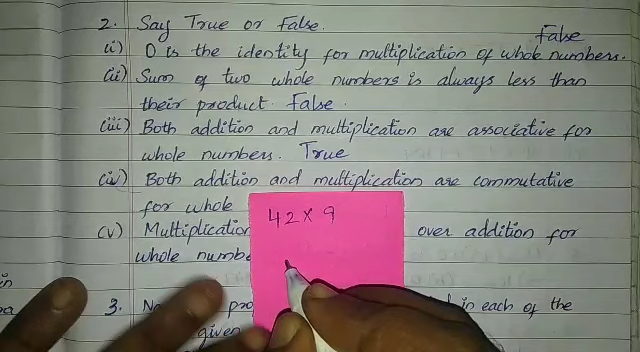 2. Say True or False.
False
(i) 0 is the identity for multiplication of whole numbers.
(ii) Sum of two whole numbers is always less than
their product. False.
(iii) Both addition and multiplication are associative for
whole numbers. True
(iv) Both addition and multiplication are commutative
for whole
42 × 9
(v) Multiplication over addition for
whole numbe
in
3. in each of the
given